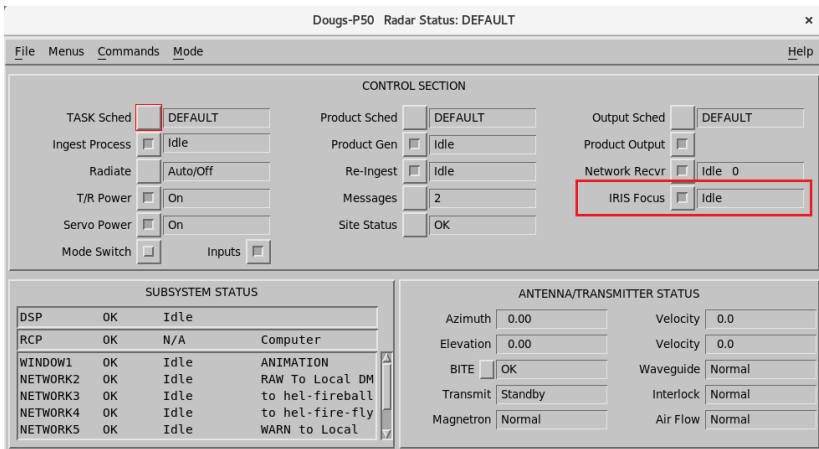 Dougs-P50 Radar Status: DEFAULT ×
File Menus Commands Mode Help
CONTROL SECTION
TASK Sched DEFAULT Product Sched DEFAULT Output Sched DEFAULT
Ingest Process Idle Product Gen Idle Product Output
Radiate Auto/Off Re-Ingest Idle Network Recvr Idle 0
T/R Power On Messages 2 IRIS Focus Idle
Servo Power On Site Status OK
Mode Switch Inputs
SUBSYSTEM STATUS
DSP OK Idle
RCP OK N/A Computer
WINDOW1 OK Idle ANIMATION
NETWORK2 OK Idle RAW To Local DM
NETWORK3 OK Idle to hel-fireball
NETWORK4 OK Idle to hel-fire-fly
NETWORK5 OK Idle WARN to Local
ANTENNA/TRANSMITTER STATUS
Azimuth 0.00 Velocity 0.0
Elevation 0.00 Velocity 0.0
BITE OK Waveguide Normal
Transmit Standby Interlock Normal
Magnetron Normal Air Flow Normal